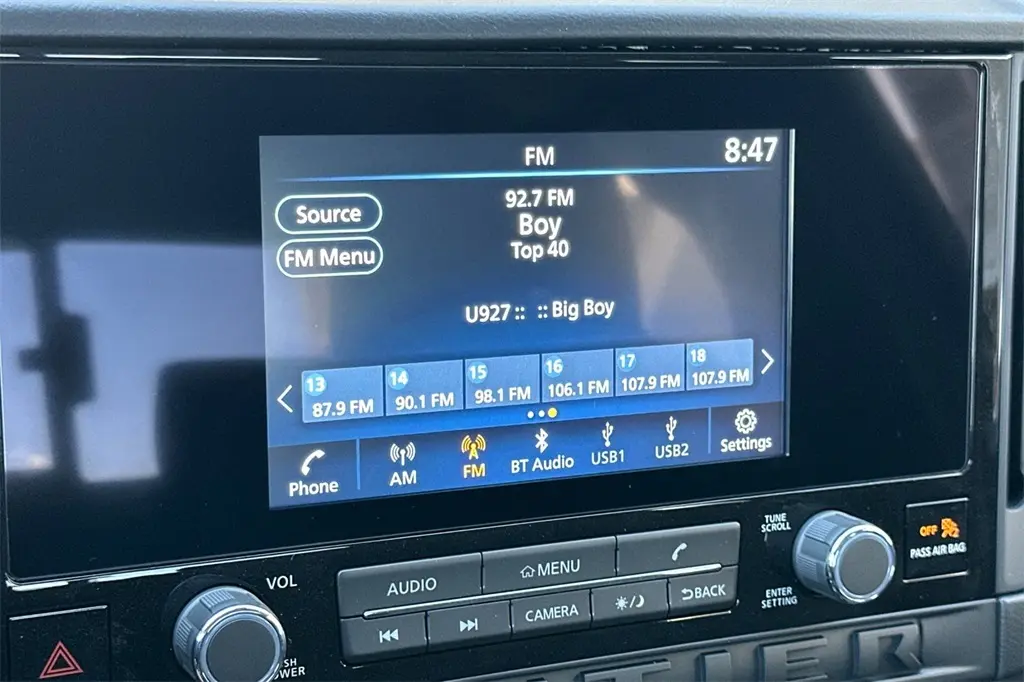 FM
8:47
Source
FM Menu
92.7 FM
Boy
Top 40
U927 :: :: Big Boy
13
87.9 FM
14
90.1 FM
15
98.1 FM
16
106.1 FM
17
107.9 FM
18
107.9 FM
Phone
AM
FM
BT Audio
USB1
USB2
Settings
VOL
AUDIO
MENU
CAMERA
BACK
TUNE
SCROLL
ENTER
SETTING
OFF
PASS AIR BAG